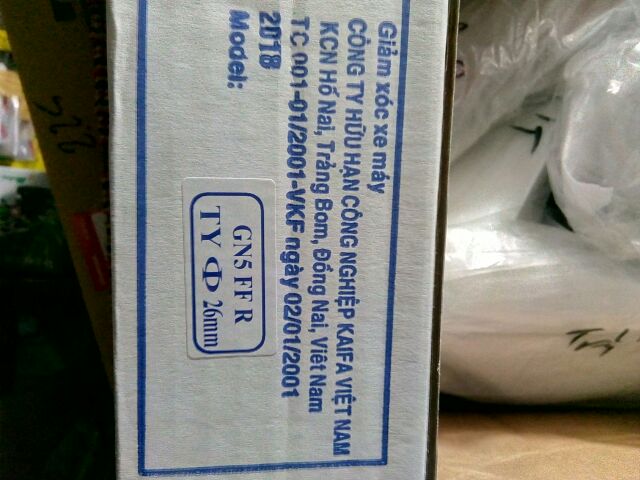 Giảm xóc xe máy
CÔNG TY HỮU HẠN CÔNG NGHIỆP KAIFA VIỆT NAM
KCN Hố Nai, Trảng Bom, Đồng Nai, Việt Nam
TC 001-01/2001-VKF ngày 02/01/2001
2018
Model:
GN5 FF R
TY Φ 26mm